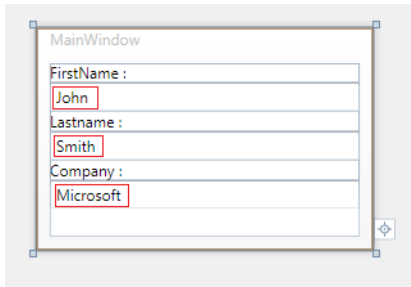 MainWindow
FirstName :
John
Lastname :
Smith
Company :
Microsoft